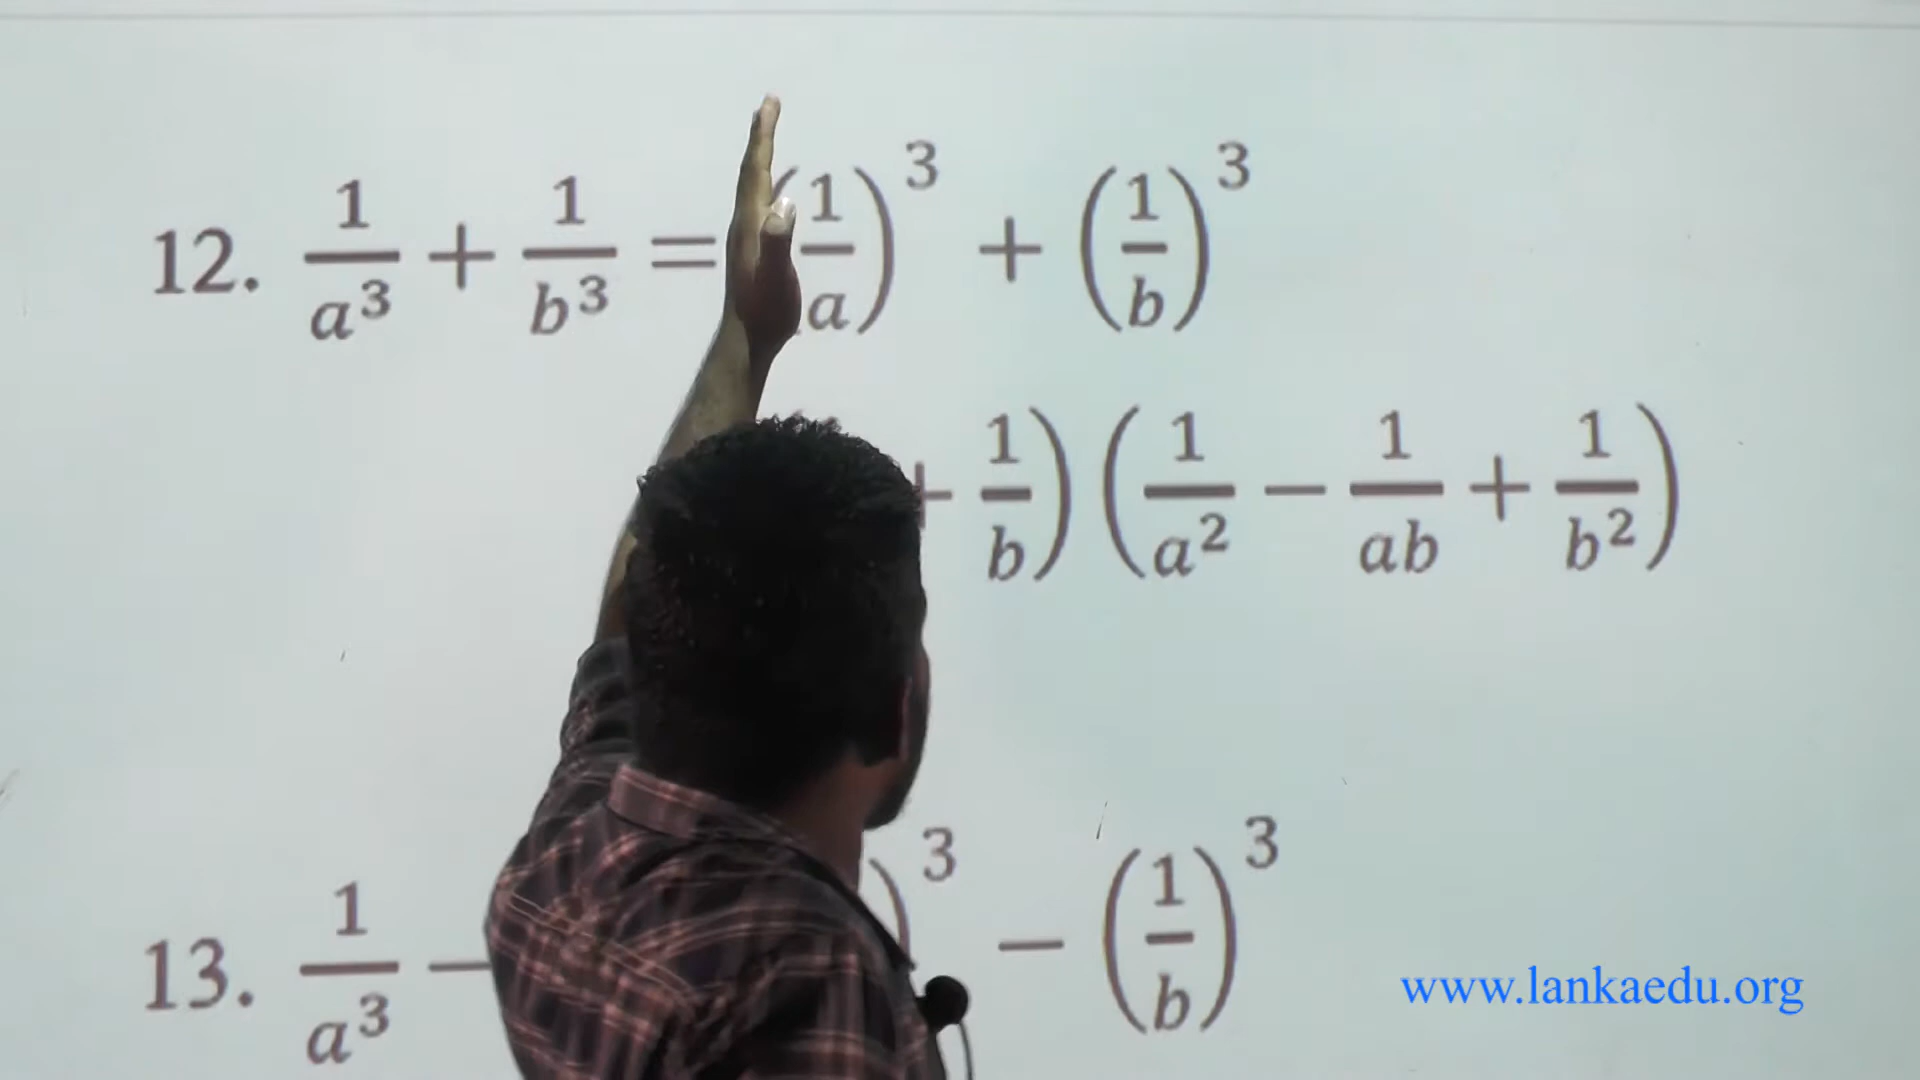 12. 1/a³ + 1/b³ = (1/a)³ + (1/b)³
+ 1/b) (1/a² − 1/ab + 1/b²)
13. 1/a³ − )³ − (1/b)³
www.lankaedu.org